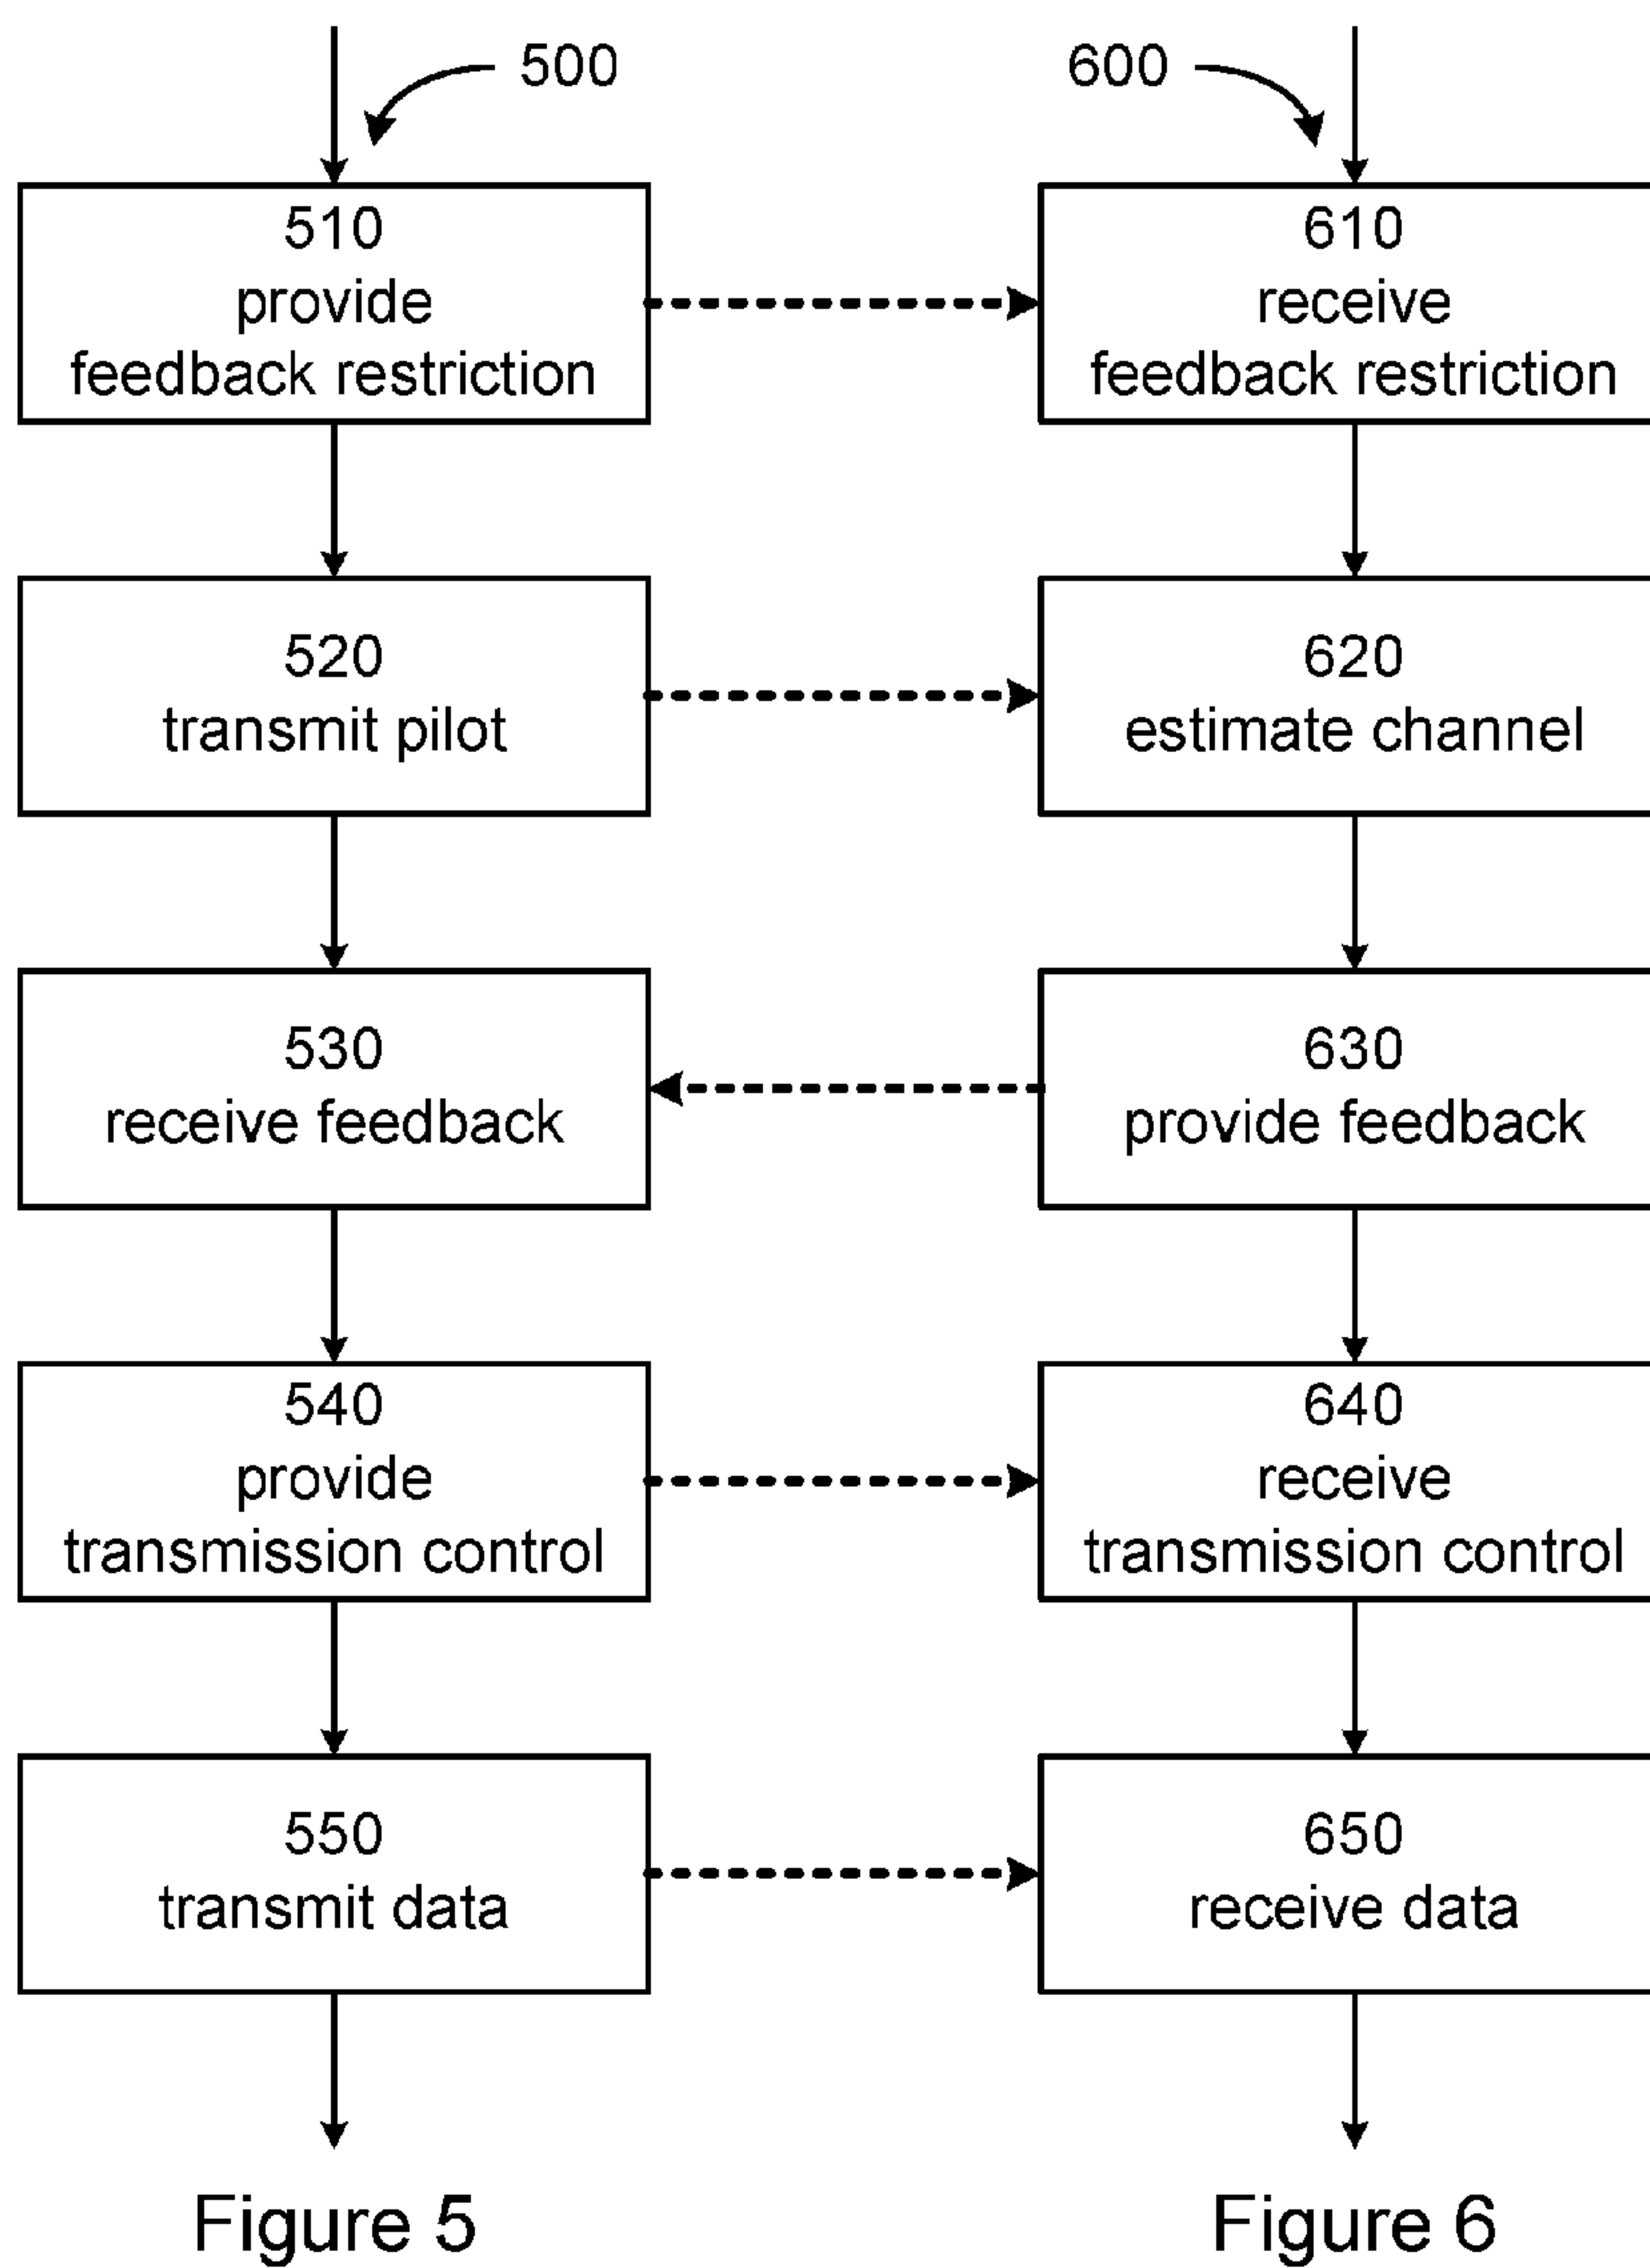 500
510
provide
feedback restriction
520
transmit pilot
530
receive feedback
540
provide
transmission control
550
transmit data
Figure 5
600
610
receive
feedback restriction
620
estimate channel
630
provide feedback
640
receive
transmission control
650
receive data
Figure 6